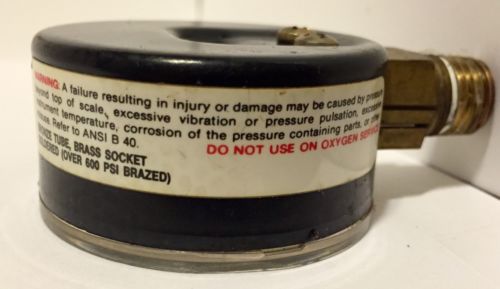 WARNING: A failure resulting in injury or damage may be caused by pressure
beyond top of scale, excessive vibration or pressure pulsation, excessive
instrument temperature, corrosion of the pressure containing parts, or other
Refer to ANSI B 40.
DO NOT USE ON OXYGEN SERVICE
TUBE, BRASS SOCKET
(OVER 600 PSI BRAZED)